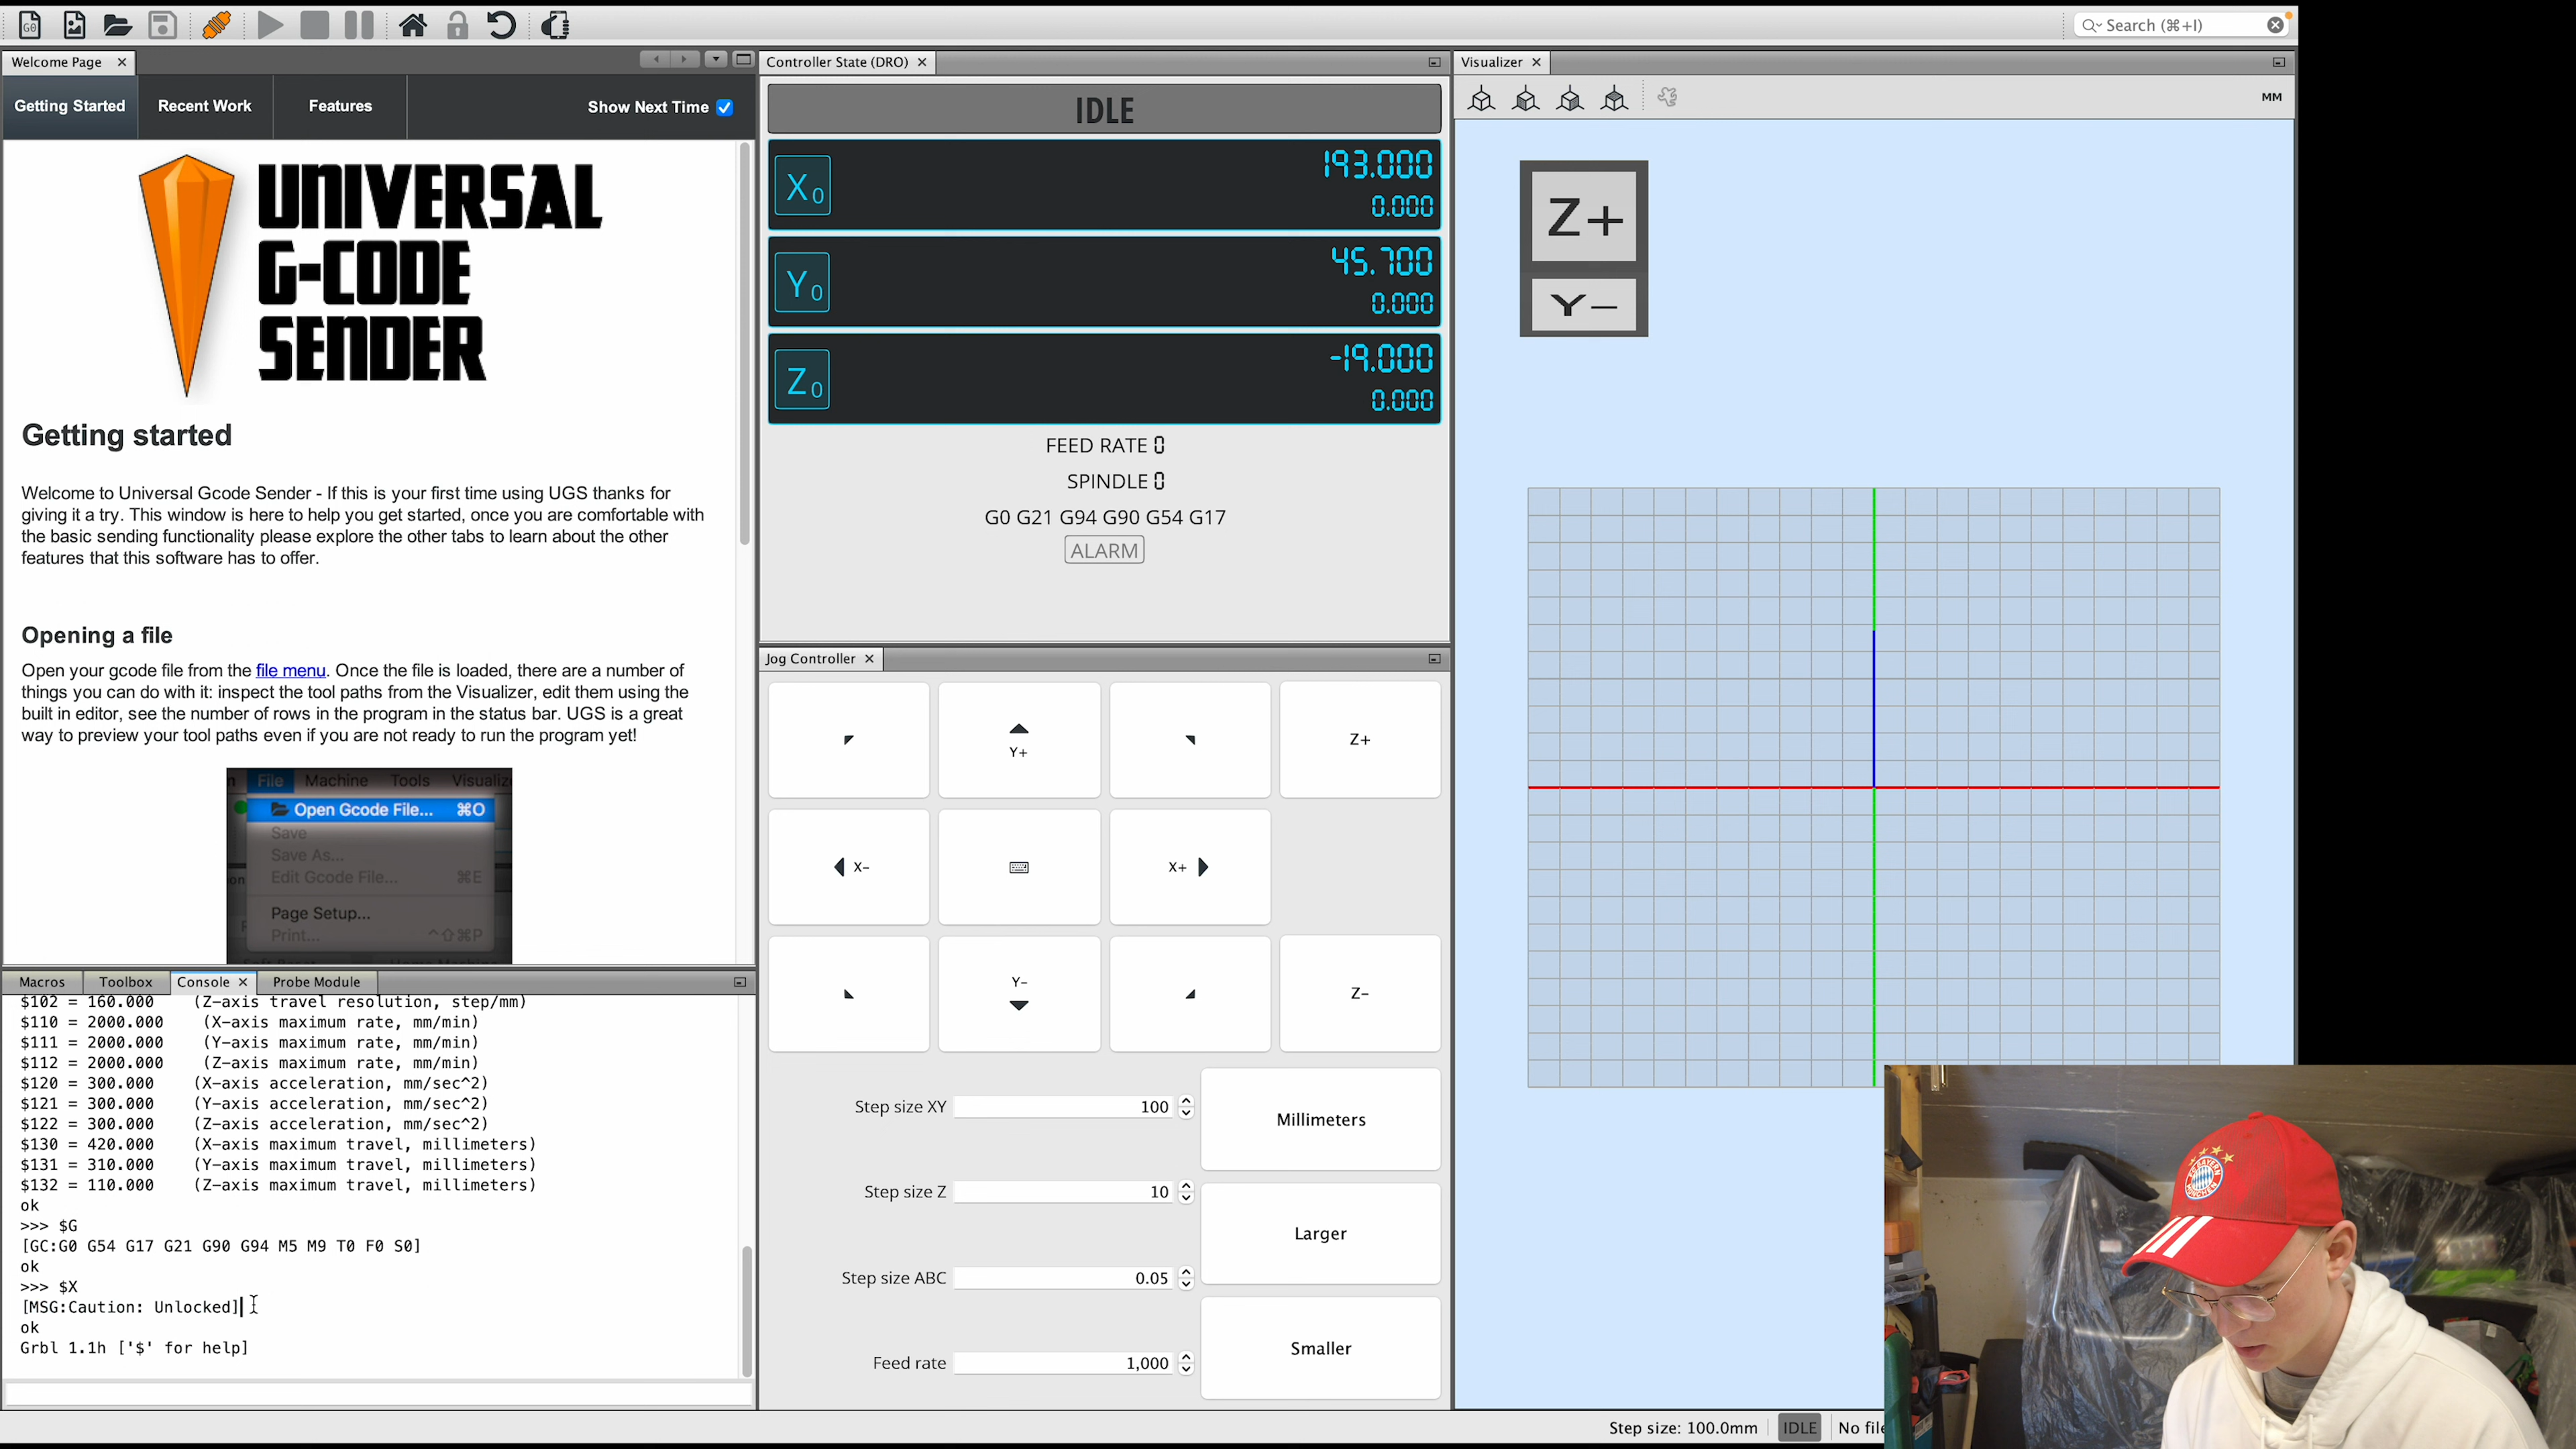 G0
Search (⌘+I)
Welcome Page
Getting Started
Recent Work
Features
Show Next Time
UNIVERSAL
G-CODE
SENDER
Getting started
Welcome to Universal Gcode Sender - If this is your first time using UGS thanks for
giving it a try. This window is here to help you get started, once you are comfortable with
the basic sending functionality please explore the other tabs to learn about the other
features that this software has to offer.
Opening a file
Open your gcode file from the file menu. Once the file is loaded, there are a number of
things you can do with it: inspect the tool paths from the Visualizer, edit them using the
built in editor, see the number of rows in the program in the status bar. UGS is a great
way to preview your tool paths even if you are not ready to run the program yet!
File Machine Tools Visualiz
Open Gcode File... ⌘O
Save
Save As...
Edit Gcode File... ⌘E
Page Setup...
Print... ^⇧⌘P
Macros
Toolbox
Console
Probe Module
$102 = 160.000 (Z-axis travel resolution, step/mm)
$110 = 2000.000 (X-axis maximum rate, mm/min)
$111 = 2000.000 (Y-axis maximum rate, mm/min)
$112 = 2000.000 (Z-axis maximum rate, mm/min)
$120 = 300.000 (X-axis acceleration, mm/sec^2)
$121 = 300.000 (Y-axis acceleration, mm/sec^2)
$122 = 300.000 (Z-axis acceleration, mm/sec^2)
$130 = 420.000 (X-axis maximum travel, millimeters)
$131 = 310.000 (Y-axis maximum travel, millimeters)
$132 = 110.000 (Z-axis maximum travel, millimeters)
ok
>>> $G
[GC:G0 G54 G17 G21 G90 G94 M5 M9 T0 F0 S0]
ok
>>> $X
[MSG:Caution: Unlocked]
ok
Grbl 1.1h ['$' for help]
Controller State (DRO)
IDLE
X0 193.000
0.000
Y0 45.700
0.000
Z0 -19.000
0.000
FEED RATE 0
SPINDLE 0
G0 G21 G94 G90 G54 G17
ALARM
Jog Controller
Y+
Z+
X-
X+
Y-
Z-
Step size XY 100
Millimeters
Step size Z 10
Larger
Step size ABC 0.05
Smaller
Feed rate 1,000
Visualizer
MM
Z+
Y-
Step size: 100.0mm
IDLE
No file
FC BAYERN
MÜNCHEN